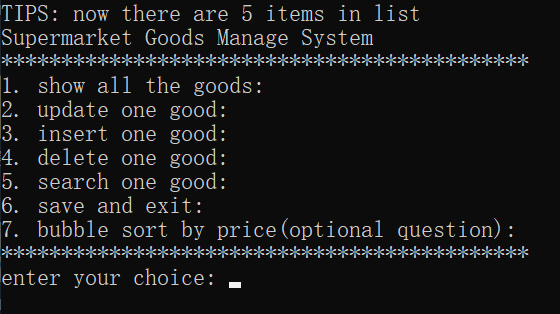 TIPS: now there are 5 items in list
Supermarket Goods Manage System
********************************************
1. show all the goods:
2. update one good:
3. insert one good:
4. delete one good:
5. search one good:
6. save and exit:
7. bubble sort by price(optional question):
********************************************
enter your choice: